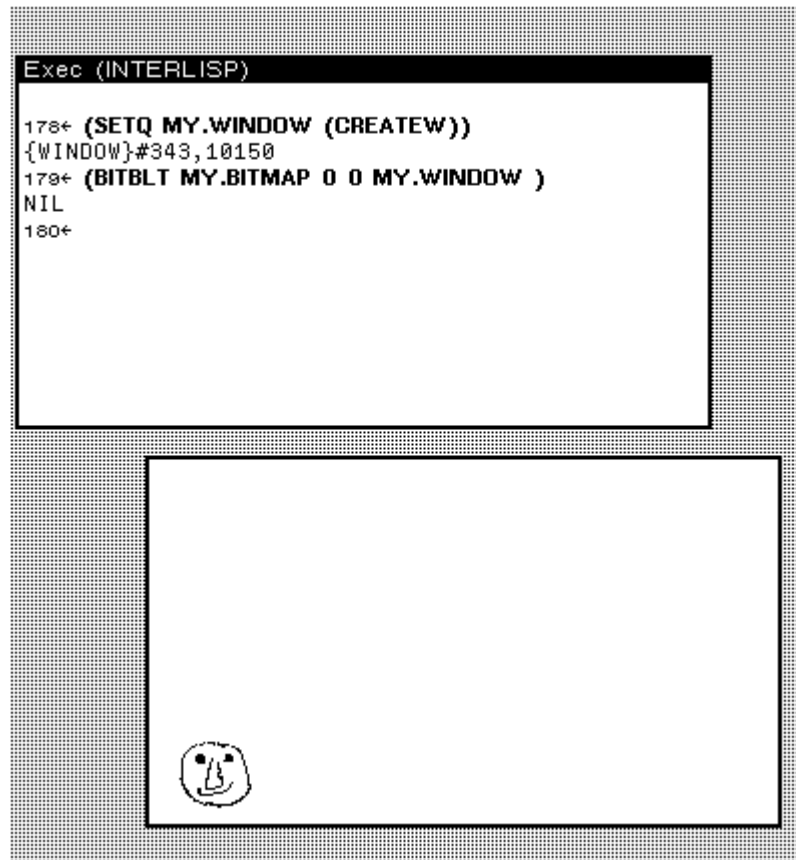 Exec (INTERLISP)
178← (SETQ MY.WINDOW (CREATEW))
{WINDOW}#343,10150
179← (BITBLT MY.BITMAP 0 0 MY.WINDOW )
NIL
180←